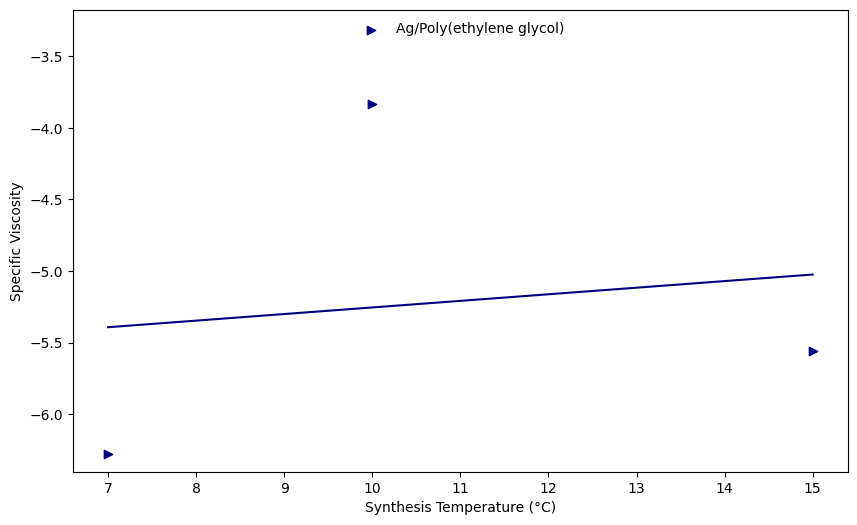 Ag/Poly(ethylene glycol)
−3.5
−4.0
−4.5
−5.0
−5.5
−6.0
Specific Viscosity
7 8 9 10 11 12 13 14 15
Synthesis Temperature (°C)